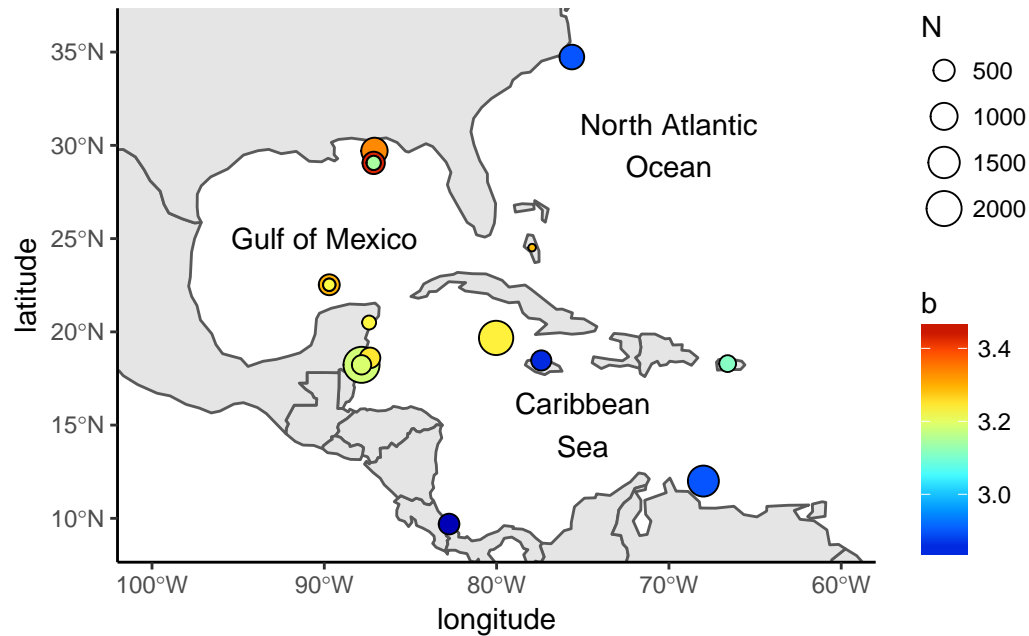 N
500
1000
1500
2000
b
3.4
3.2
3.0
35°N
30°N
25°N
20°N
15°N
10°N
latitude
North Atlantic
Ocean
Gulf of Mexico
Caribbean
Sea
100°W
90°W
80°W
70°W
60°W
longitude